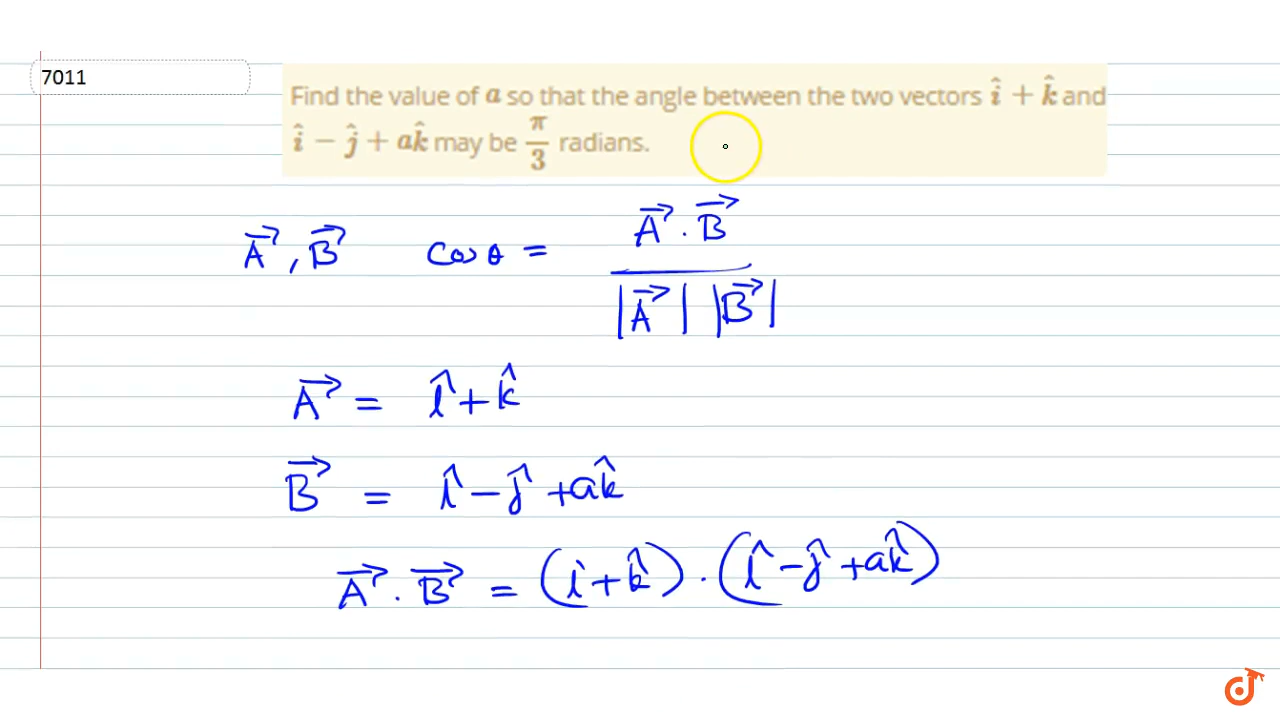 7011
Find the value of a so that the angle between the two vectors î + k̂ and
î − ĵ + ak̂ may be π/3 radians.
A⃗, B⃗ cos θ = A⃗ · B⃗ / |A⃗| |B⃗|
A⃗ = î + k̂
B⃗ = î − ĵ + ak̂
A⃗ · B⃗ = (i + k̂) · (î − ĵ + ak̂)